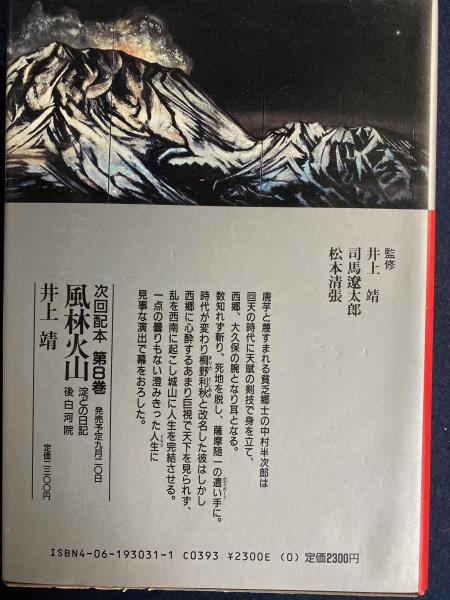 監修
井上 靖
司馬遼太郎
松本清張
唐芋と蔑すまれる貧乏郷士の中村半次郎は
回天の時代に天賦の剣技で身を立て、
西郷、大久保の腕となり耳となる。
数知れず斬り、死地を脱し、薩摩随一の遣い手に。
時代が変わり桐野利秋と改名した彼はしかし
西郷に心酔するあまり巨視で天下を見られず、
乱を西南に起こし城山に人生を完結させる。
一点の曇りもない澄みきった人生に
見事な演出で幕をおろした。
次回配本 第8巻 発売予定九月二〇日
風林火山 淀どの日記 後白河院
井上 靖 定価二三〇〇円
ISBN4-06-193031-1 C0393 ¥2300E (0) 定価2300円